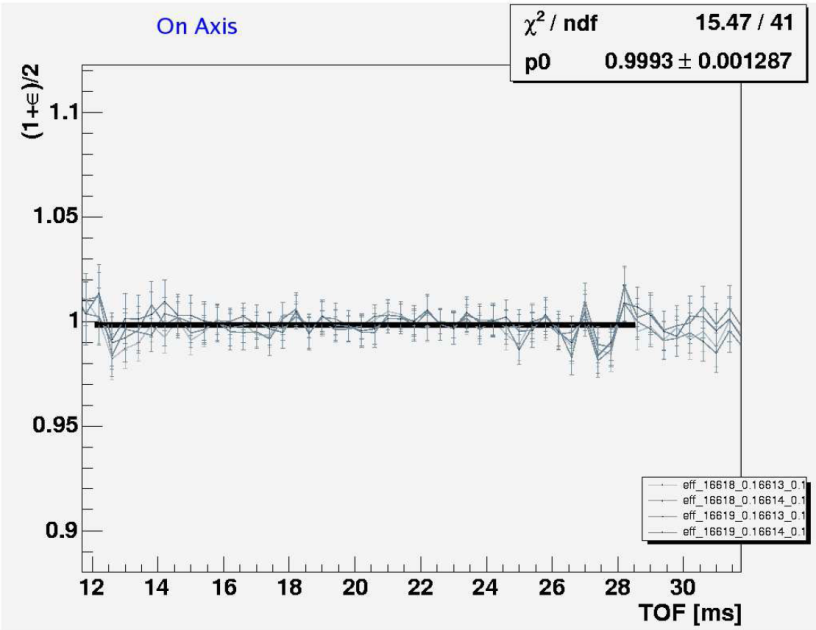 On Axis
χ² / ndf 15.47 / 41
p0 0.9993 ± 0.001287
(1+∈)/2
1.1
1.05
1
0.95
0.9
eff_16618_0.16613_0.1
eff_16618_0.16614_0.1
eff_16619_0.16613_0.1
eff_16619_0.16614_0.1
12 14 16 18 20 22 24 26 28 30
TOF [ms]